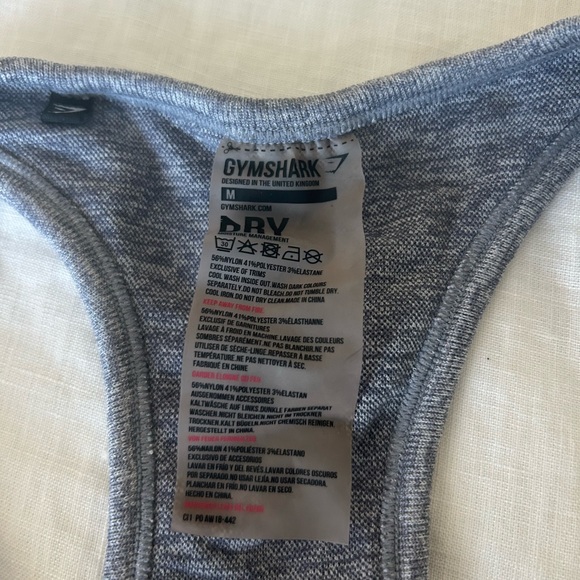 GYMSHARK
DESIGNED IN THE UNITED KINGDOM
M
GYMSHARK.COM
DRY
MOISTURE MANAGEMENT
30
56%NYLON 41%POLYESTER 3%ELASTANE
EXCLUSIVE OF TRIMS
COOL WASH INSIDE OUT.WASH DARK COLOURS
SEPARATELY.DO NOT BLEACH.DO NOT TUMBLE DRY.
COOL IRON.DO NOT DRY CLEAN.MADE IN CHINA
KEEP AWAY FROM FIRE
56%NYLON 41%POLYESTER 3%ÉLASTHANNE
EXCLUSIF DE GARNITURES
LAVAGE À FROID EN MACHINE.LAVAGE DES COULEURS
SOMBRES SÉPAREMENT.NE PAS BLANCHIR.NE PAS
UTILISER DE SÈCHE-LINGE.REPASSER À BASSE
TEMPÉRATURE.NE PAS NETTOYER À SEC.
FABRIQUÉ EN CHINE
56%NYLON 41%POLYESTER 3%ELASTAN
AUSGENOMMEN ACCESSOIRES
KALTWÄSCHE AUF LINKS.DUNKLE FARBEN SEPARAT
WASCHEN.NICHT BLEICHEN.NICHT IM TROCKNER
TROCKNEN.KALT BÜGELN.NICHT CHEMISCH REINIGEN.
HERGESTELLT IN CHINA.
56%NAILON 41%POLIÉSTER 3%ELASTANO
EXCLUSIVO DE ACCESORIOS
LAVAR EN FRÍO Y DEL REVÉS.LAVAR COLORES OSCUROS
POR SEPARADO.NO USAR LEJÍA.NO USAR SECADORA.
PLANCHAR EN FRÍO.NO LAVAR EN SECO
HECHO EN CHINA.